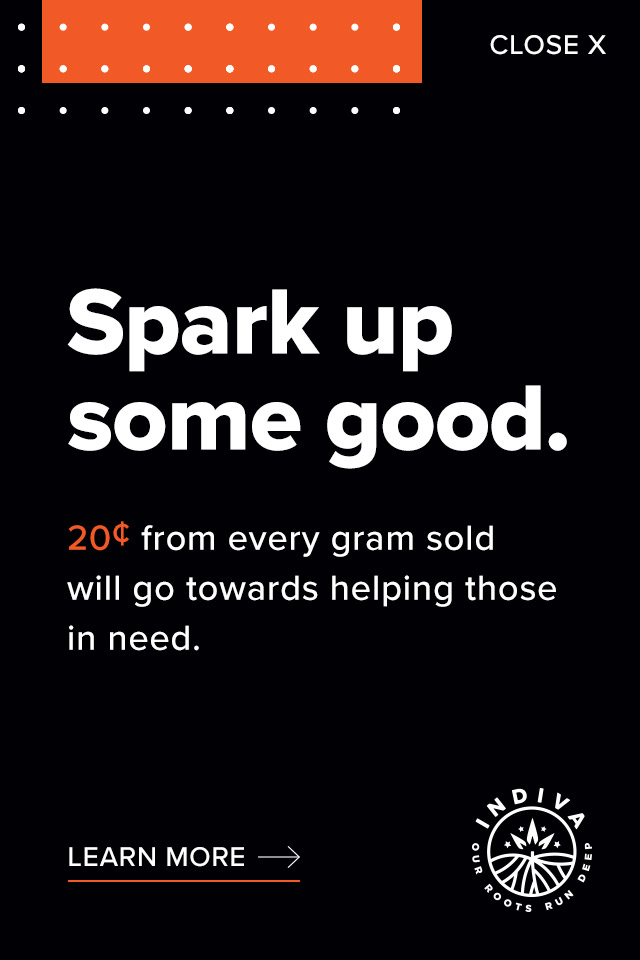 CLOSE X
Spark up
some good.
20¢ from every gram sold
will go towards helping those
in need.
LEARN MORE
INDIVA
OUR ROOTS RUN DEEP